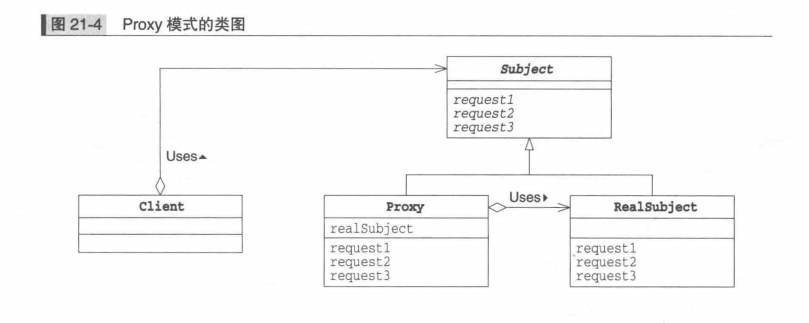 图 21-4 Proxy 模式的类图
Subject
request1
request2
request3
Uses▲
Client
Proxy
realSubject
request1
request2
request3
Uses▶
RealSubject
request1
request2
request3